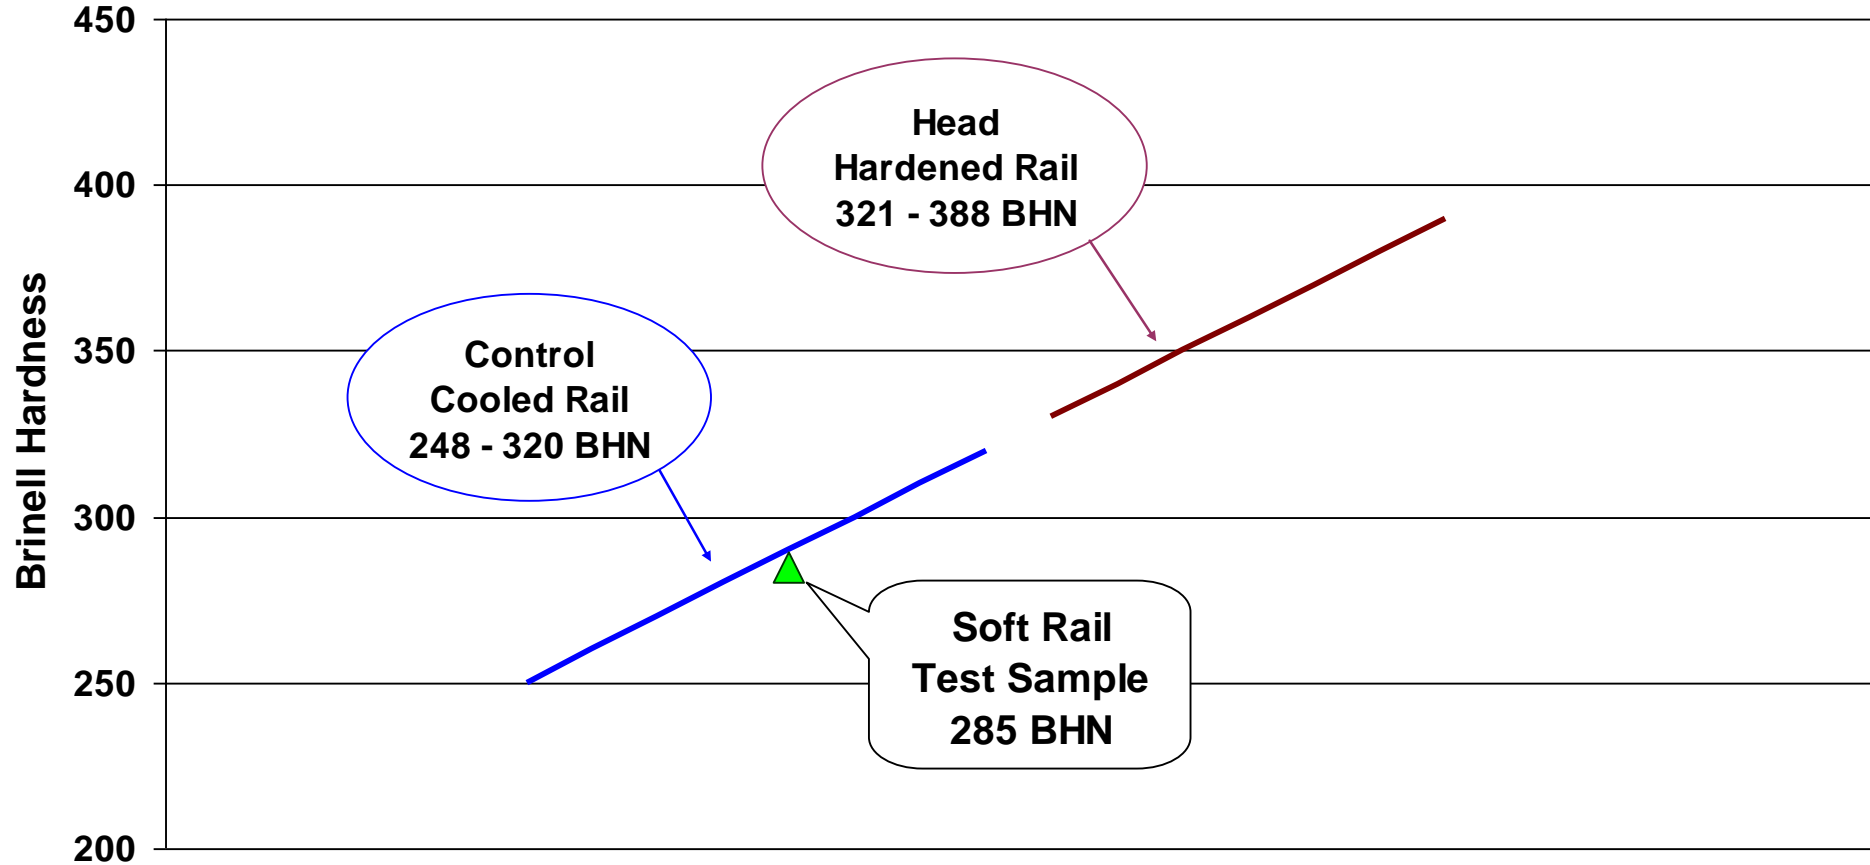 450
400
350
300
250
200
Brinell Hardness
Head
Hardened Rail
321 - 388 BHN
Control
Cooled Rail
248 - 320 BHN
Soft Rail
Test Sample
285 BHN